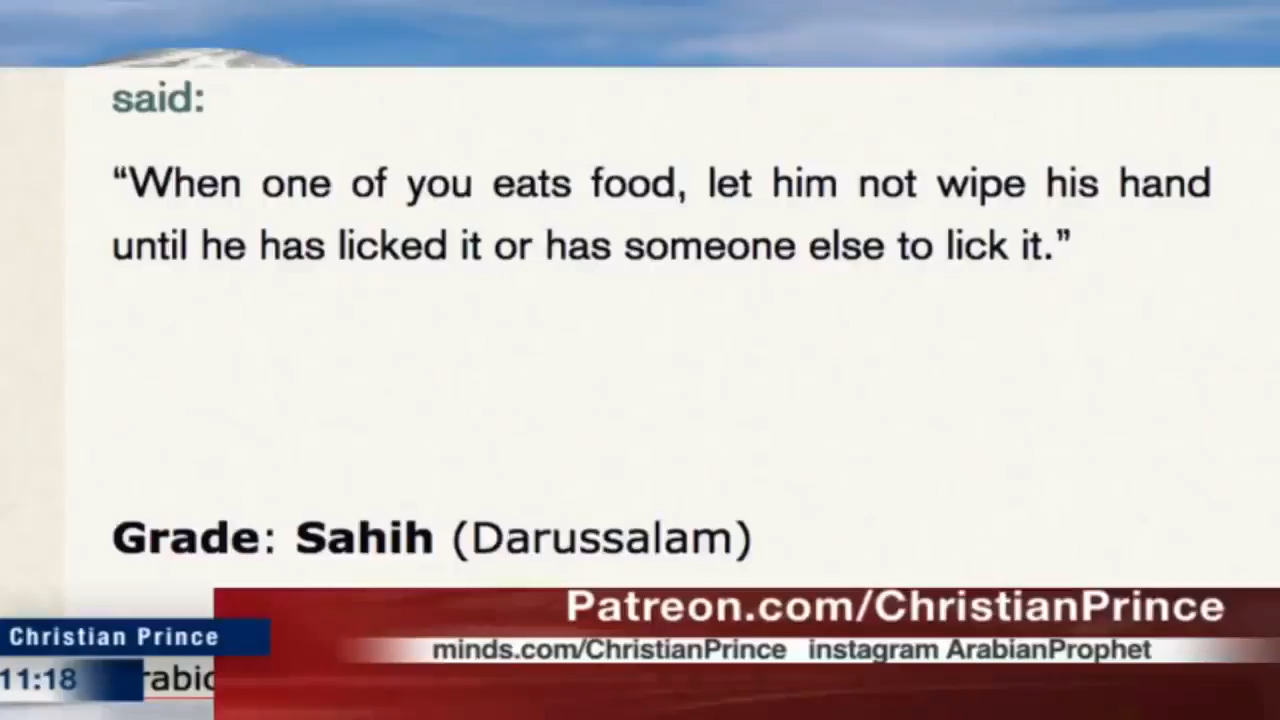 said:
“When one of you eats food, let him not wipe his hand
until he has licked it or has someone else to lick it.”
Grade: Sahih (Darussalam)
Patreon.com/ChristianPrince
Christian Prince
minds.com/ChristianPrince instagram ArabianProphet
11:18